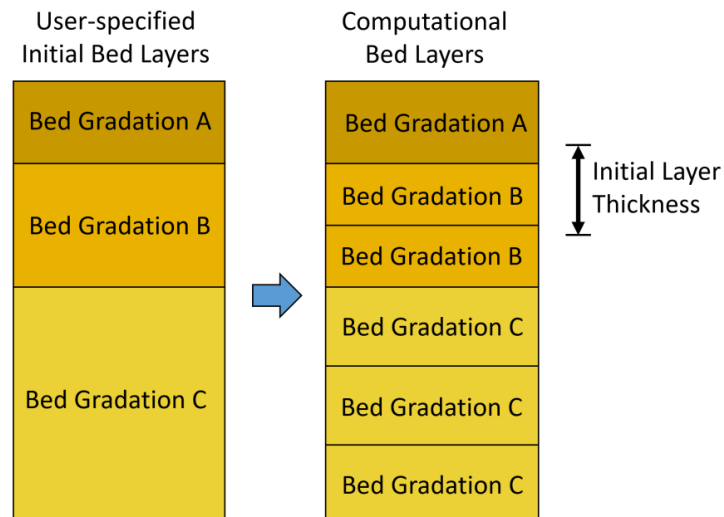 User-specified
Initial Bed Layers
Bed Gradation A
Bed Gradation B
Bed Gradation C
Computational
Bed Layers
Bed Gradation A
Bed Gradation B
Bed Gradation B
Bed Gradation C
Bed Gradation C
Bed Gradation C
Initial Layer
Thickness